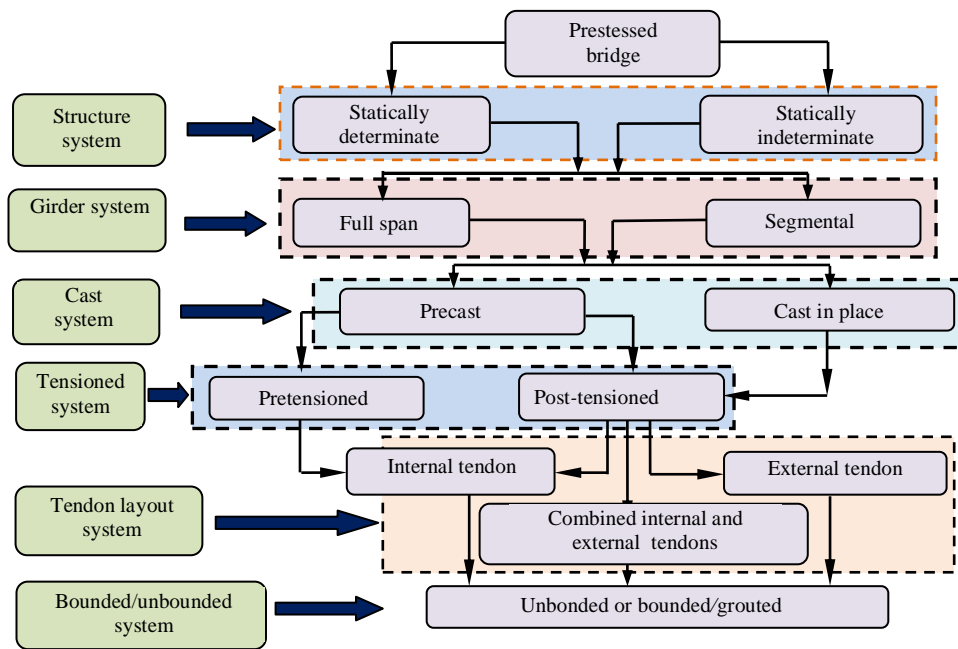 Prestessed
bridge
Structure
system
Statically
determinate
Statically
indeterminate
Girder system
Full span
Segmental
Cast
system
Precast
Cast in place
Tensioned
system
Pretensioned
Post-tensioned
Internal tendon
External tendon
Tendon layout
system
Combined internal and
external tendons
Bounded/unbounded
system
Unbonded or bounded/grouted